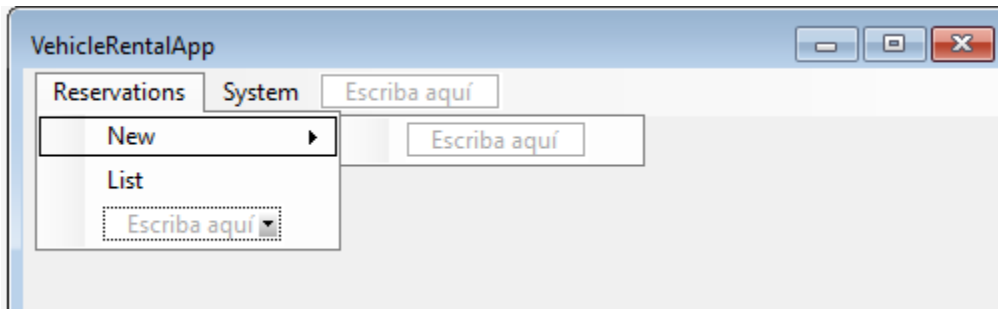 VehicleRentalApp
Reservations System Escriba aquí
New Escriba aquí
List
Escriba aquí